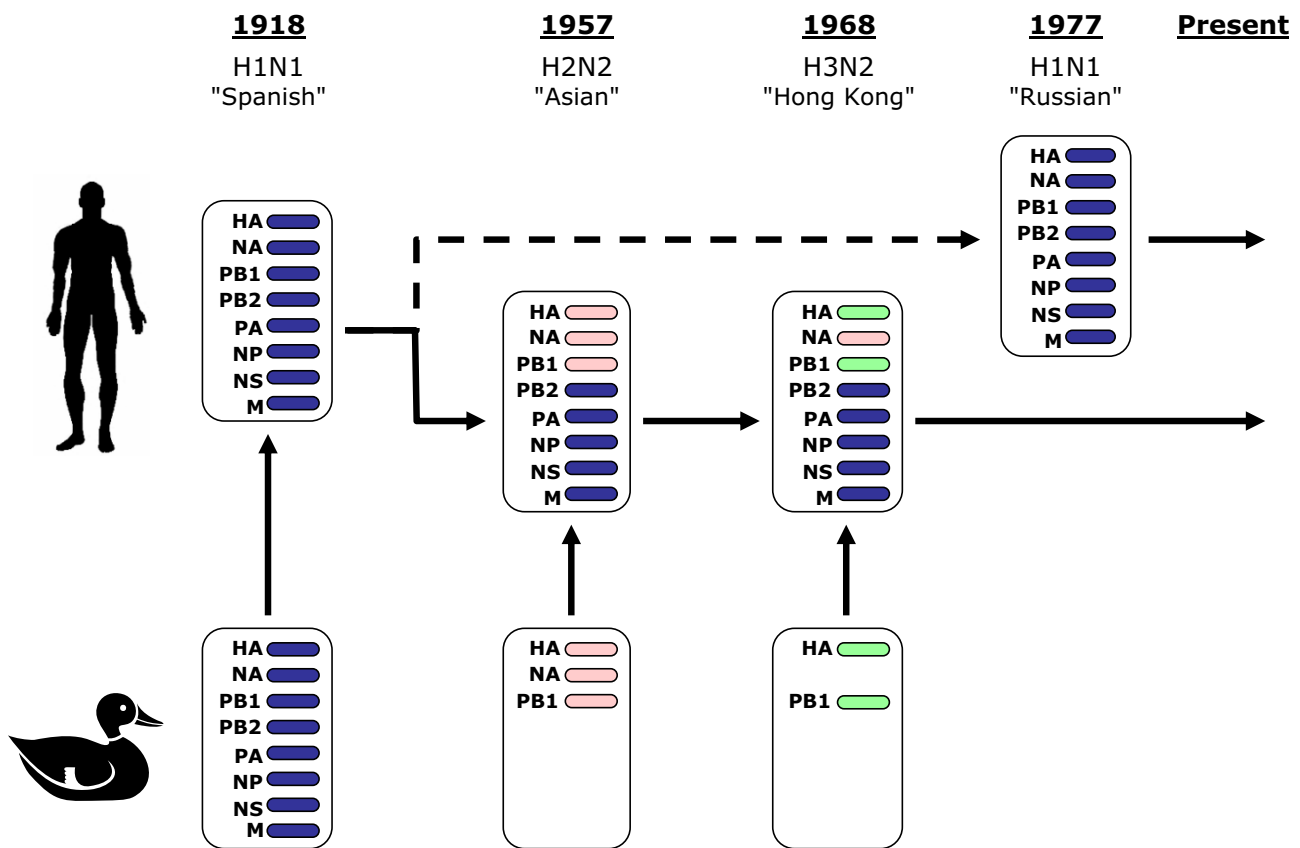 1918
H1N1
"Spanish"
1957
H2N2
"Asian"
1968
H3N2
"Hong Kong"
1977
H1N1
"Russian"
Present
HA
NA
PB1
PB2
PA
NP
NS
M
HA
NA
PB1
PB2
PA
NP
NS
M
HA
NA
PB1
PB2
PA
NP
NS
M
HA
NA
PB1
PB2
PA
NP
NS
M
HA
NA
PB1
PB2
PA
NP
NS
M
HA
NA
PB1
HA
PB1